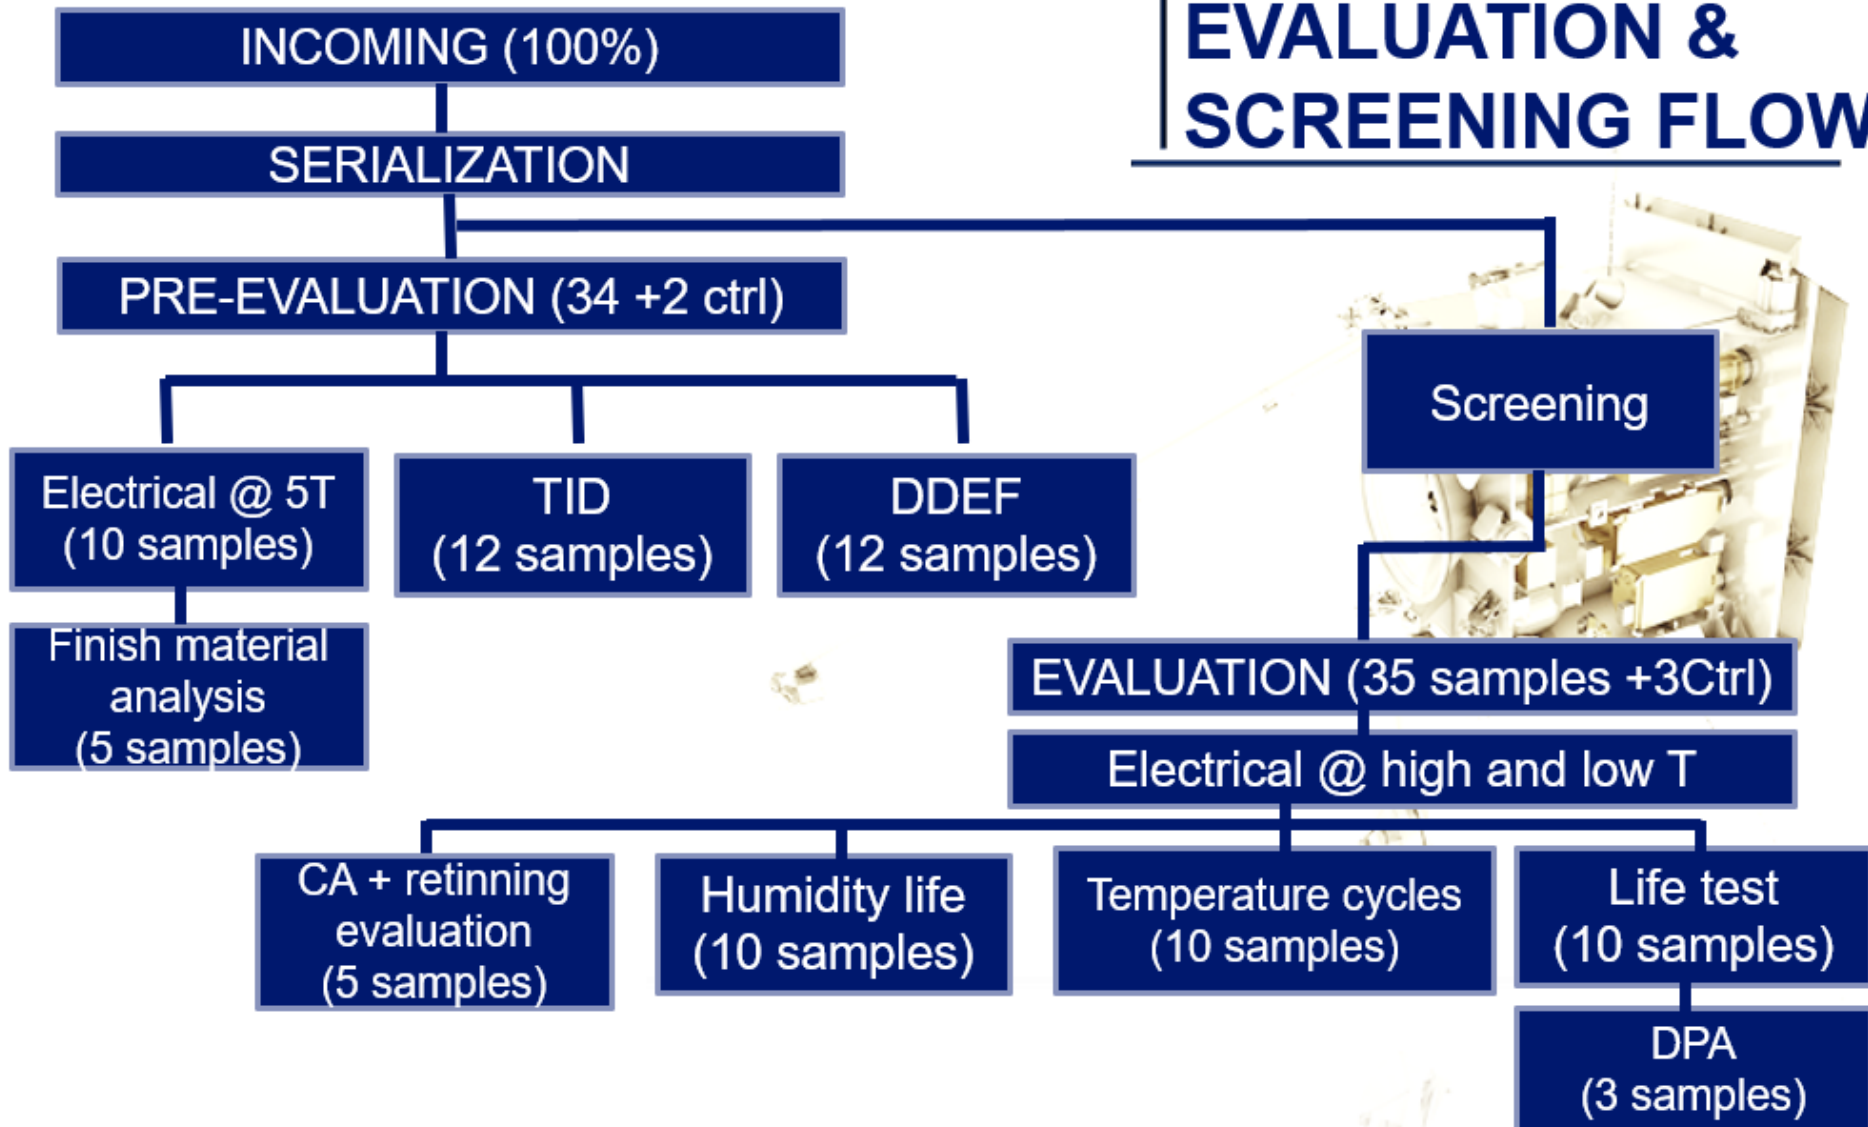 EVALUATION &
SCREENING FLOW
INCOMING (100%)
SERIALIZATION
PRE-EVALUATION (34 +2 ctrl)
Screening
Electrical @ 5T
(10 samples)
TID
(12 samples)
DDEF
(12 samples)
Finish material
analysis
(5 samples)
EVALUATION (35 samples +3Ctrl)
Electrical @ high and low T
CA + retinning
evaluation
(5 samples)
Humidity life
(10 samples)
Temperature cycles
(10 samples)
Life test
(10 samples)
DPA
(3 samples)